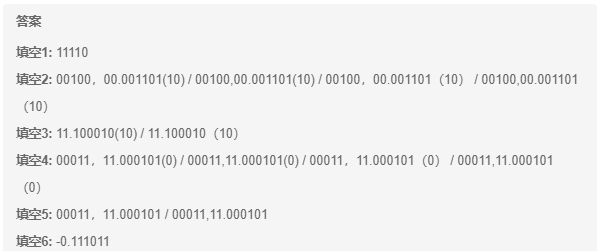 答案
填空1: 11110
填空2: 00100，00.001101(10) / 00100,00.001101(10) / 00100，00.001101（10） / 00100,00.001101
（10）
填空3: 11.100010(10) / 11.100010（10）
填空4: 00011，11.000101(0) / 00011,11.000101(0) / 00011，11.000101（0） / 00011,11.000101
（0）
填空5: 00011，11.000101 / 00011,11.000101
填空6: -0.111011